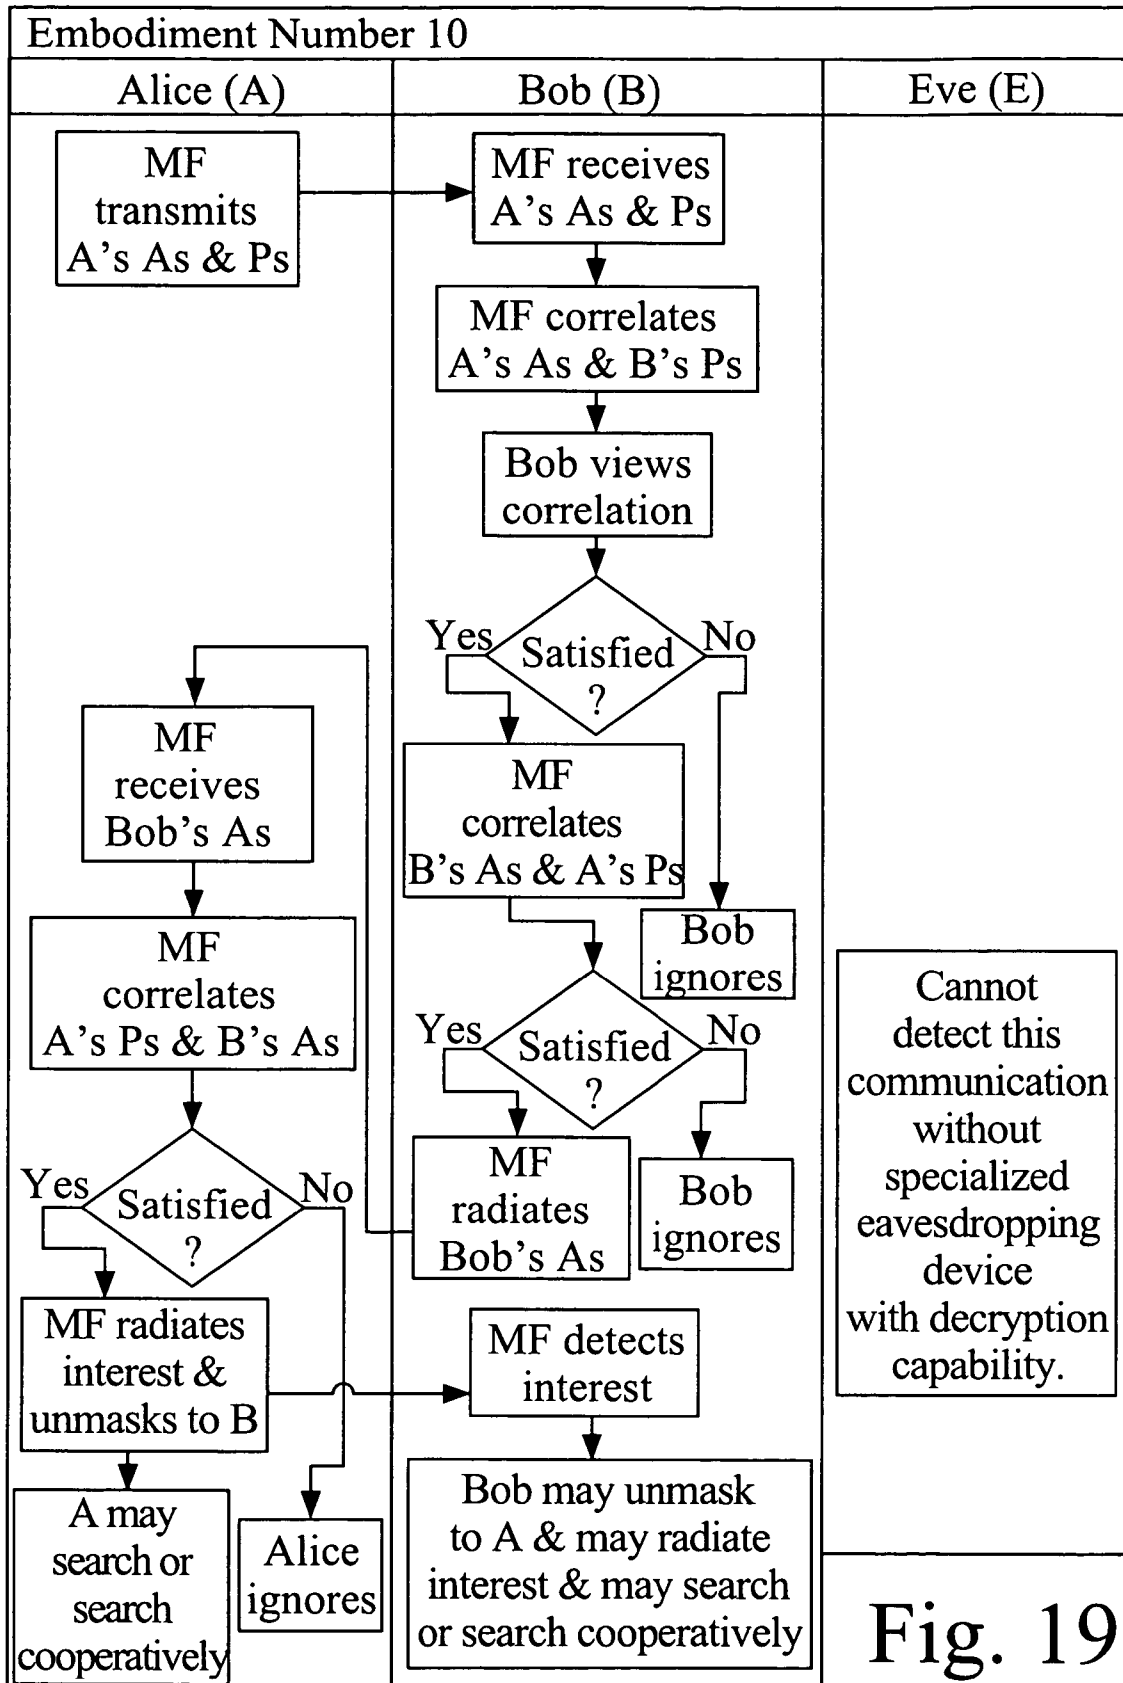 Embodiment Number 10
Alice (A)
Bob (B)
Eve (E)
MF
transmits
A's As & Ps
MF receives
A's As & Ps
MF correlates
A's As & B's Ps
Bob views
correlation
Satisfied
?
Yes
No
MF
correlates
B's As & A's Ps
Bob
ignores
Satisfied
?
Yes
No
MF
radiates
Bob's As
Bob
ignores
MF
receives
Bob's As
MF
correlates
A's Ps & B's As
Satisfied
?
Yes
No
MF radiates
interest &
unmasks to B
A may
search or
search
cooperatively
Alice
ignores
MF detects
interest
Bob may unmask
to A & may radiate
interest & may search
or search cooperatively
Cannot
detect this
communication
without
specialized
eavesdropping
device
with decryption
capability.
Fig. 19